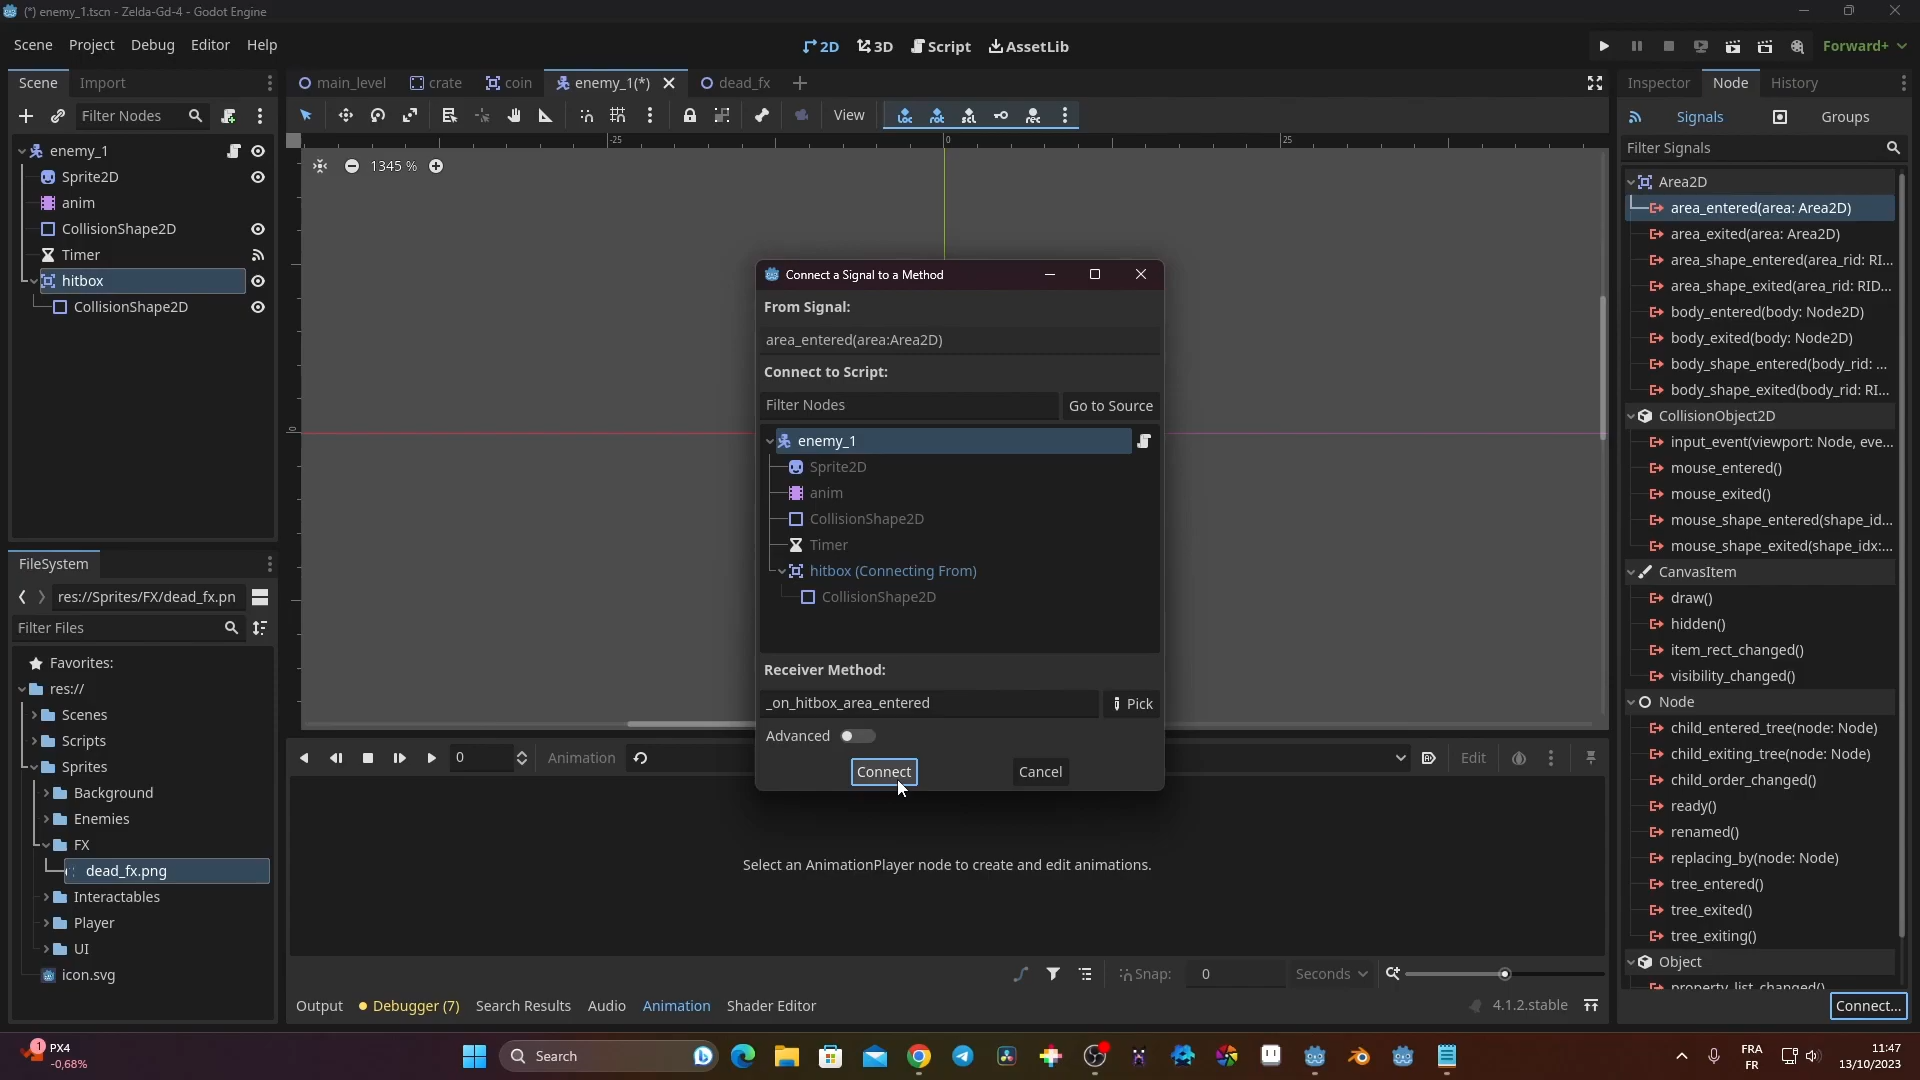 (*) enemy_1.tscn - Zelda-Gd-4 - Godot Engine
Scene Project Debug Editor Help
2D 3D Script AssetLib
Forward+
Scene Import
main_level crate coin enemy_1(*) dead_fx
Inspector Node History
Filter Nodes
View
Signals Groups
-25 0 25
Filter Signals
1345 %
enemy_1
Sprite2D
anim
CollisionShape2D
Timer
hitbox
CollisionShape2D
FileSystem
res://Sprites/FX/dead_fx.pn
Filter Files
Favorites:
res://
Scenes
Scripts
Sprites
Background
Enemies
FX
dead_fx.png
Interactables
Player
UI
icon.svg
0
Connect a Signal to a Method
From Signal:
area_entered(area:Area2D)
Connect to Script:
Filter Nodes Go to Source
enemy_1
Sprite2D
anim
CollisionShape2D
Timer
hitbox (Connecting From)
CollisionShape2D
Receiver Method:
_on_hitbox_area_entered Pick
Advanced
Connect Cancel
0 Animation Edit
Select an AnimationPlayer node to create and edit animations.
Snap: 0 Seconds
Output Debugger (7) Search Results Audio Animation Shader Editor 4.1.2.stable
Area2D
area_entered(area: Area2D)
area_exited(area: Area2D)
area_shape_entered(area_rid: RI...
area_shape_exited(area_rid: RID...
body_entered(body: Node2D)
body_exited(body: Node2D)
body_shape_entered(body_rid: ...
body_shape_exited(body_rid: RI...
CollisionObject2D
input_event(viewport: Node, eve...
mouse_entered()
mouse_exited()
mouse_shape_entered(shape_id...
mouse_shape_exited(shape_idx:...
CanvasItem
draw()
hidden()
item_rect_changed()
visibility_changed()
Node
child_entered_tree(node: Node)
child_exiting_tree(node: Node)
child_order_changed()
ready()
renamed()
replacing_by(node: Node)
tree_entered()
tree_exited()
tree_exiting()
Object
property_list_changed()
Connect...
1 PX4
-0,68%
Search
FRA
FR
11:47
13/10/2023